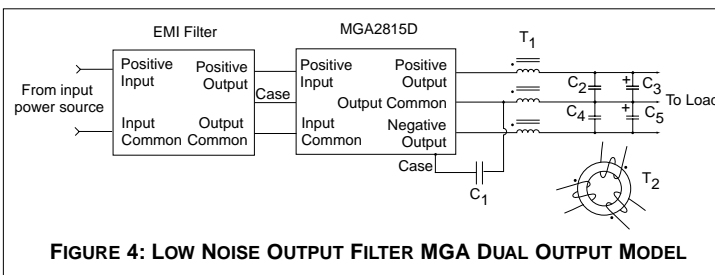 EMI Filter
MGA2815D
T1
Positive
Input
Positive
Output
Positive
Input
Positive
Output
From input
power source
Case
Output Common
C2
+
C3
To Load
C4
+
C5
Input
Common
Output
Common
Input
Common
Negative
Output
Case
C1
T2
FIGURE 4: LOW NOISE OUTPUT FILTER MGA DUAL OUTPUT MODEL